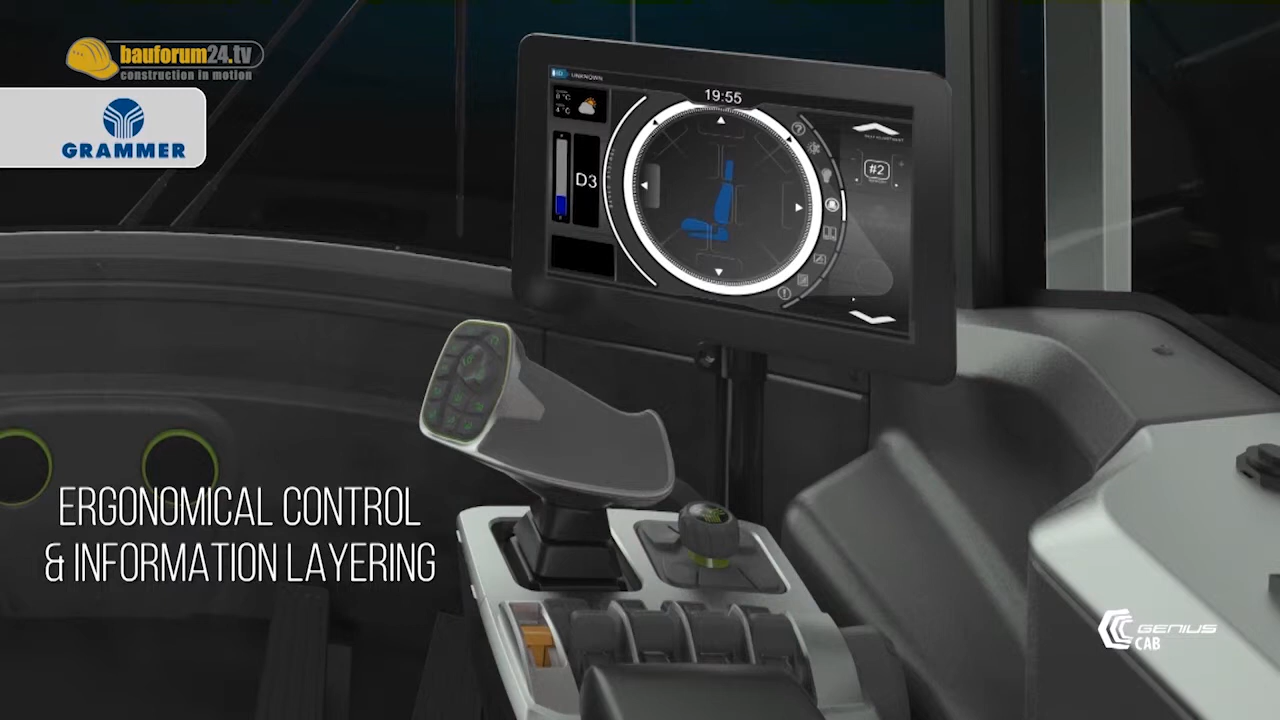 bauforum24.tv
construction in motion
GRAMMER
UNKNOWN
19:55
D3
#2
ERGONOMICAL CONTROL
& INFORMATION LAYERING
GENIUS
CAB